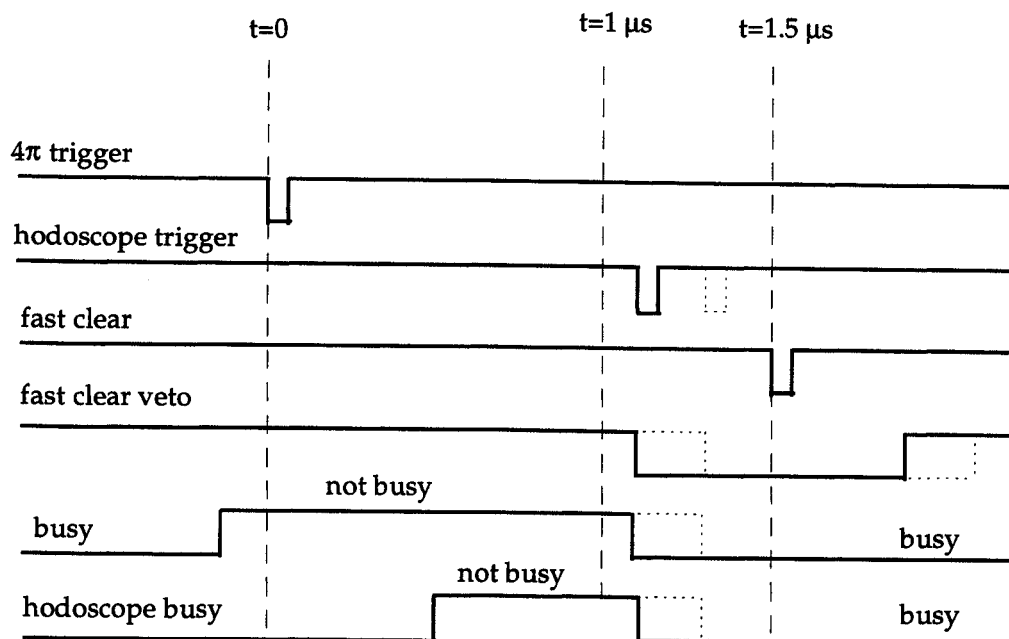 t=0
t=1 μs
t=1.5 μs
4π trigger
hodoscope trigger
fast clear
fast clear veto
not busy
busy
busy
not busy
hodoscope busy
busy